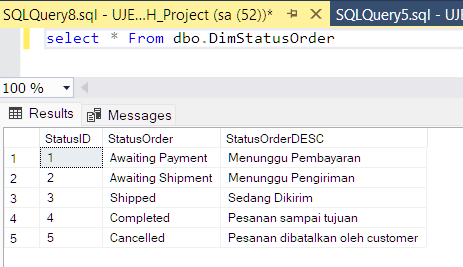 SQLQuery8.sql - UJE...H_Project (sa (52))* SQLQuery5.sql - UJE
select * From dbo.DimStatusOrder
100 %
Results Messages
StatusID StatusOrder StatusOrderDESC
1 1 Awaiting Payment Menunggu Pembayaran
2 2 Awaiting Shipment Menunggu Pengiriman
3 3 Shipped Sedang Dikirim
4 4 Completed Pesanan sampai tujuan
5 5 Cancelled Pesanan dibatalkan oleh customer